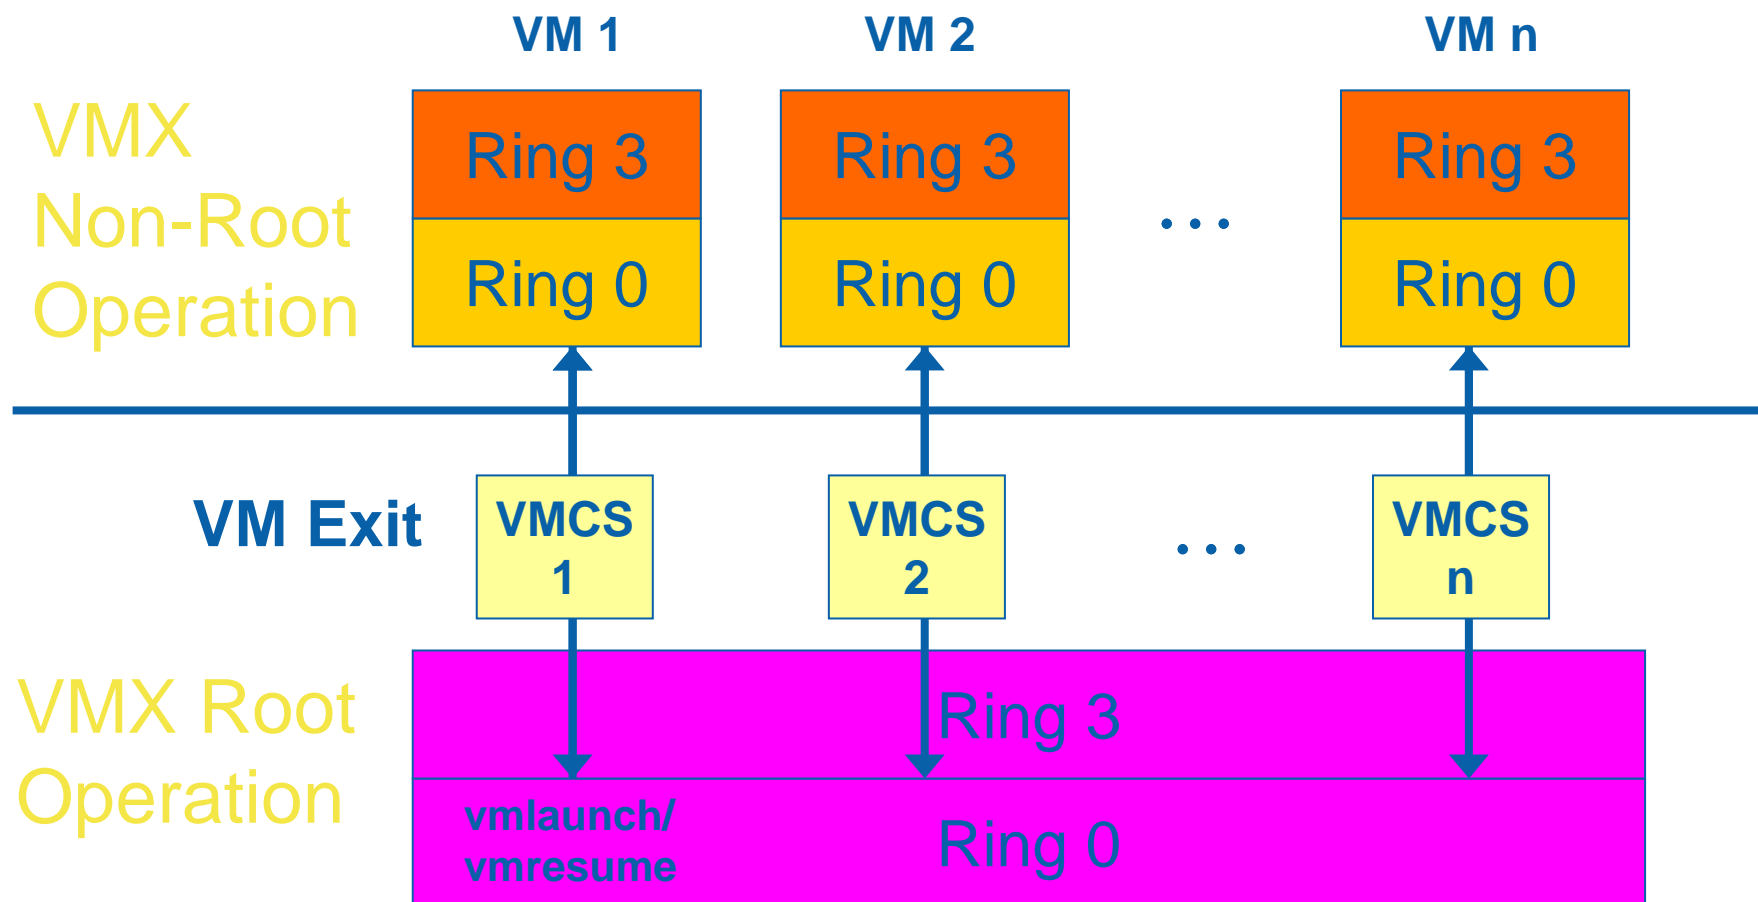 VM 1
VM 2
VM n
VMX
Non-Root
Operation
Ring 3
Ring 3
Ring 3
...
Ring 0
Ring 0
Ring 0
VM Exit
VMCS
1
VMCS
2
...
VMCS
n
VMX Root
Operation
Ring 3
vmlaunch/
vmresume
Ring 0